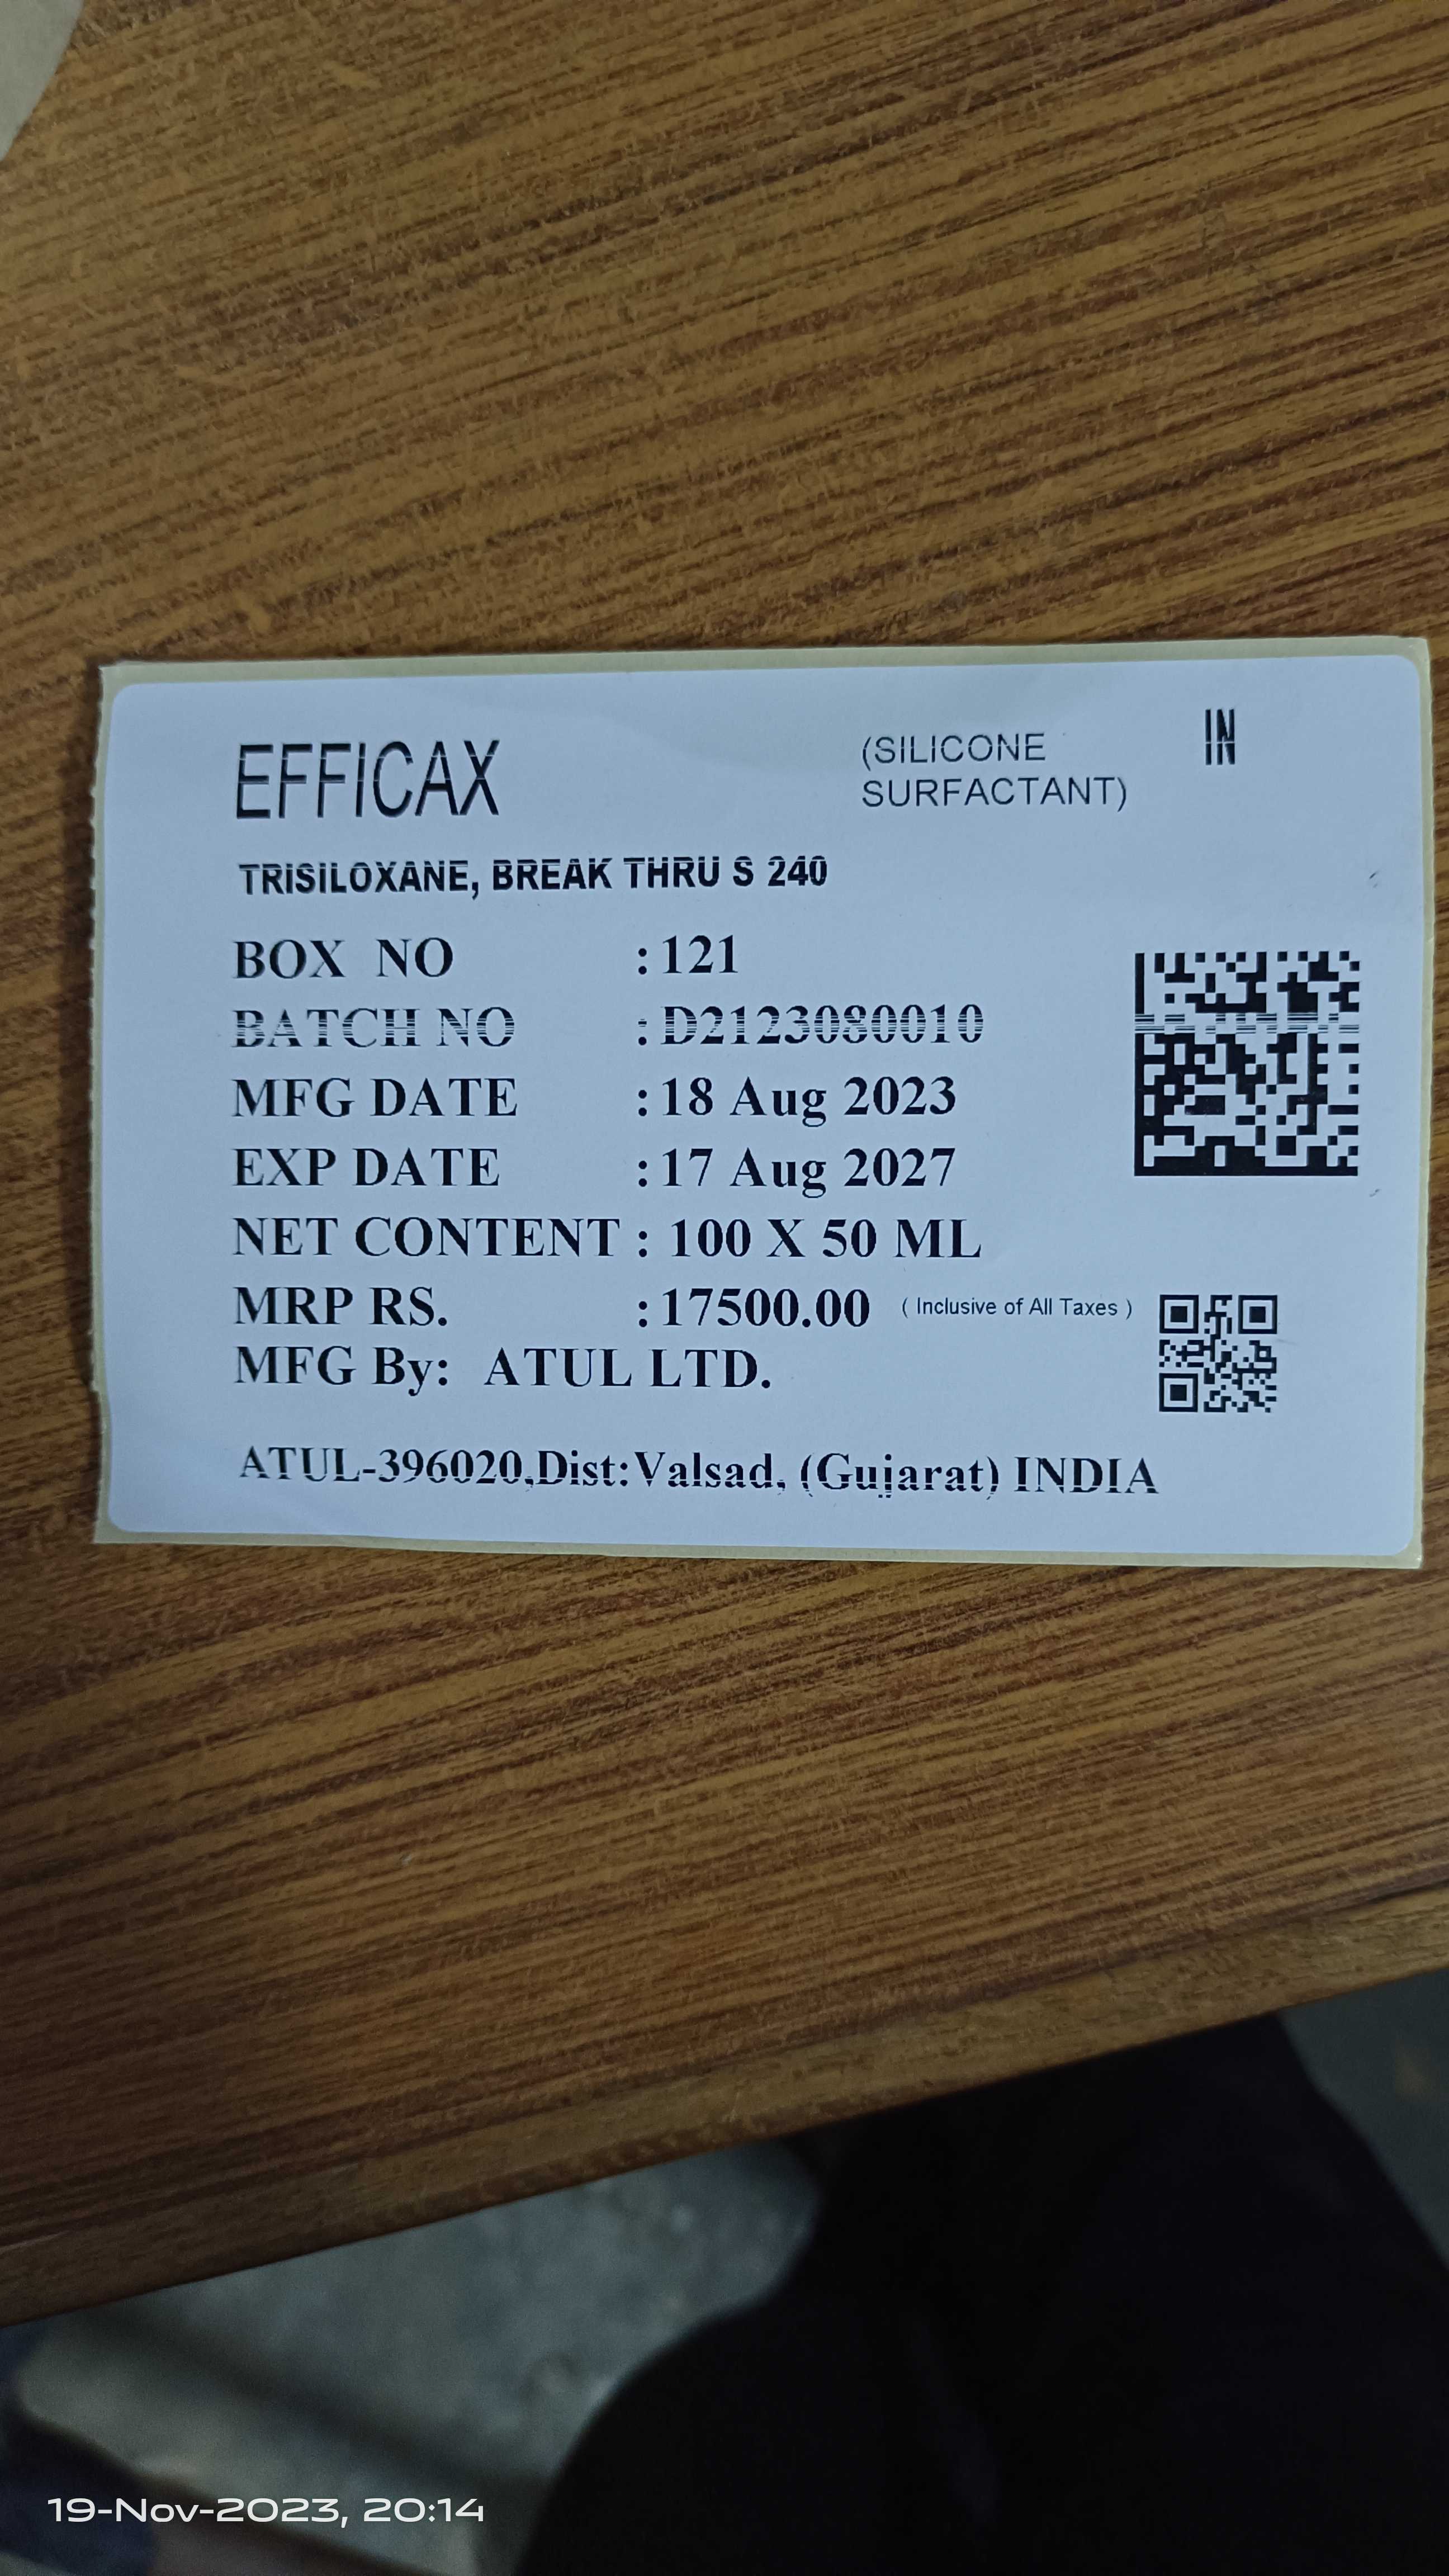 EFFICAX
(SILICONE
SURFACTANT)
IN
TRISILOXANE, BREAK THRU S 240
BOX NO : 121
BATCH NO : D2123080010
MFG DATE : 18 Aug 2023
EXP DATE : 17 Aug 2027
NET CONTENT : 100 X 50 ML
MRP RS. : 17500.00 ( Inclusive of All Taxes )
MFG By: ATUL LTD.
ATUL-396020,Dist:Valsad, (Gujarat) INDIA
19-Nov-2023, 20:14